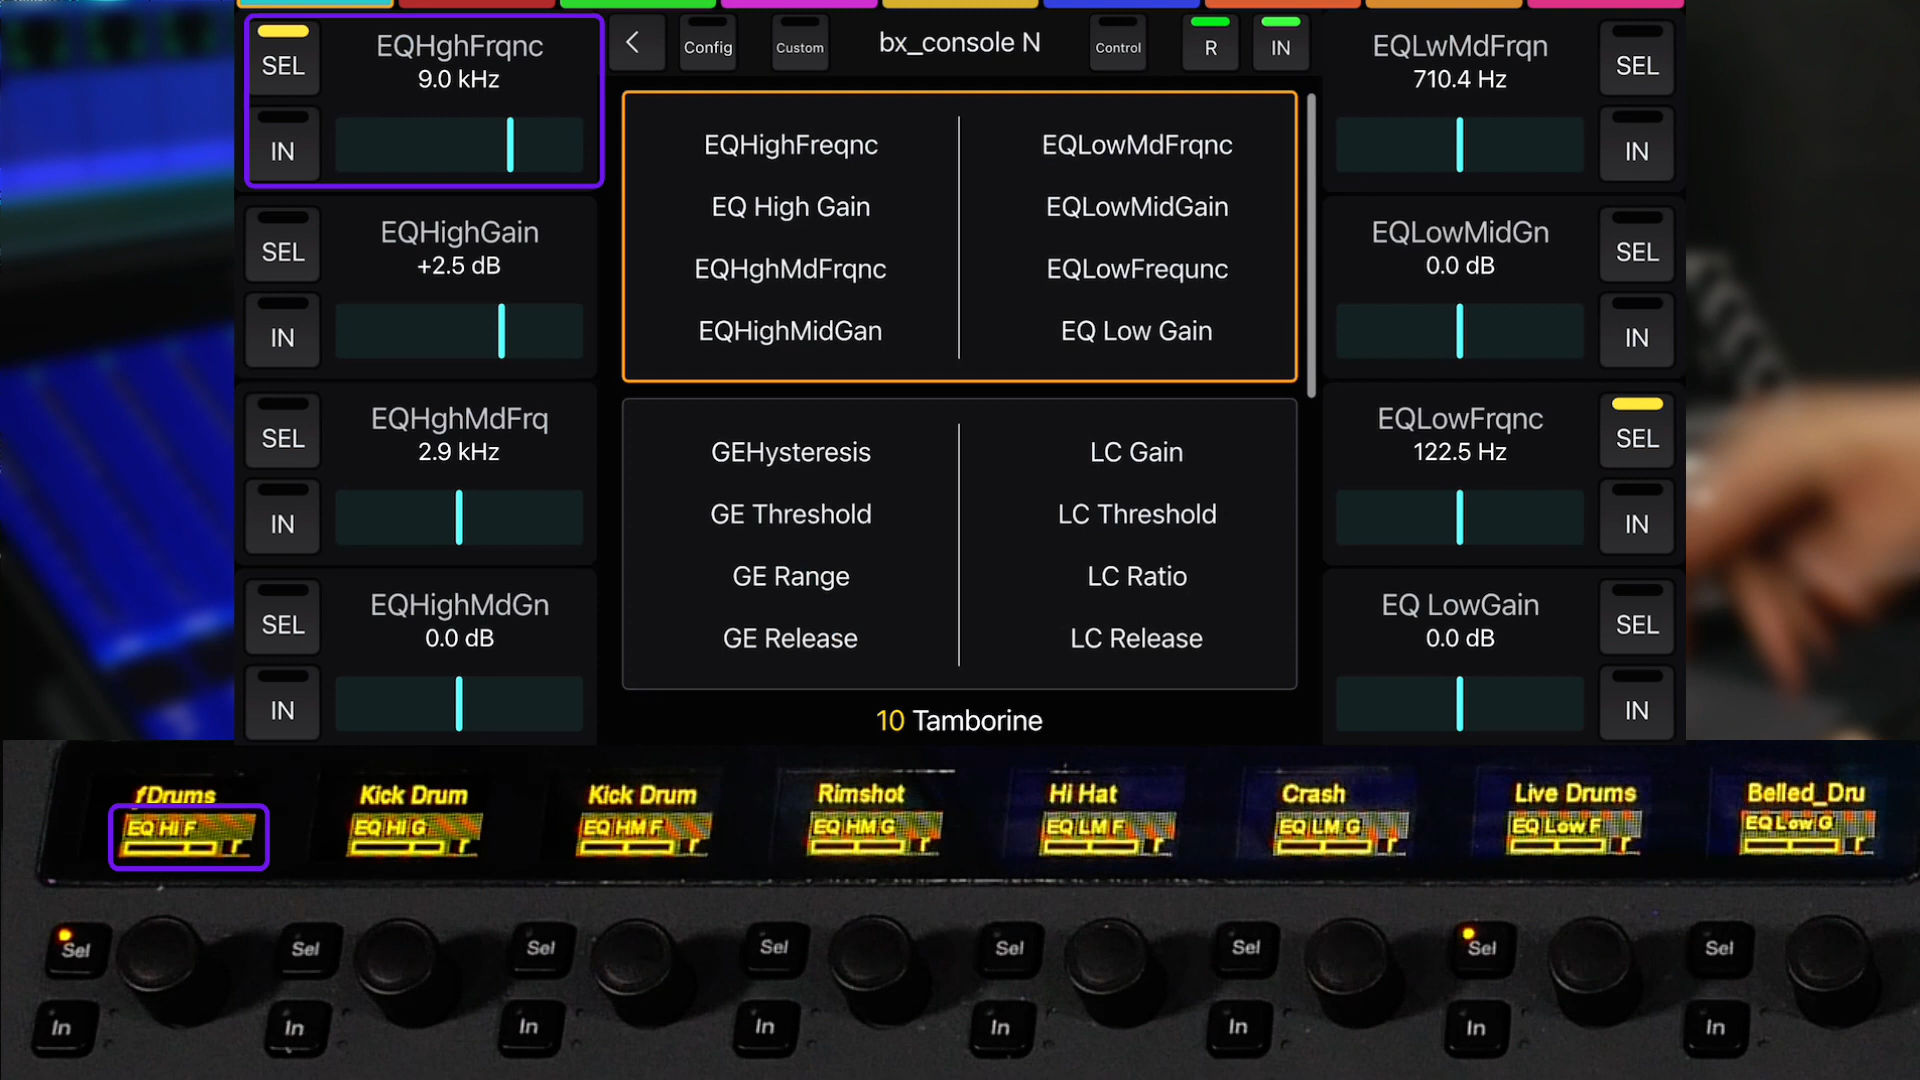 SEL
EQHghFrqnc
9.0 kHz
IN
SEL
EQHighGain
+2.5 dB
IN
SEL
EQHghMdFrq
2.9 kHz
IN
SEL
EQHighMdGn
0.0 dB
IN
Config
Custom
bx_console N
Control
R
IN
EQHighFreqnc
EQ High Gain
EQHghMdFrqnc
EQHighMidGan
EQLowMdFrqnc
EQLowMidGain
EQLowFrequnc
EQ Low Gain
GEHysteresis
GE Threshold
GE Range
GE Release
LC Gain
LC Threshold
LC Ratio
LC Release
10 Tamborine
EQLwMdFrqn
710.4 Hz
SEL
IN
EQLowMidGn
0.0 dB
SEL
IN
EQLowFrqnc
122.5 Hz
SEL
IN
EQ LowGain
0.0 dB
SEL
IN
fDrums
EQ Hi F
r
Kick Drum
EQ Hi G
r
Kick Drum
EQ HM F
r
Rimshot
EQ HM G
r
Hi Hat
EQ LM F
r
Crash
EQ LM G
r
Live Drums
EQ Low F
r
Belled_Dru
EQ Low G
r
Sel
Sel
Sel
Sel
Sel
Sel
Sel
Sel
In
In
In
In
In
In
In
In